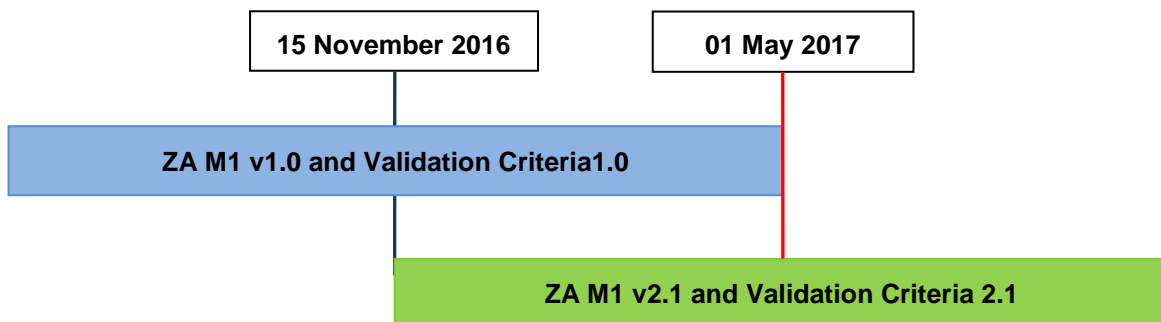 15 November 2016
01 May 2017
ZA M1 v1.0 and Validation Criteria1.0
ZA M1 v2.1 and Validation Criteria 2.1